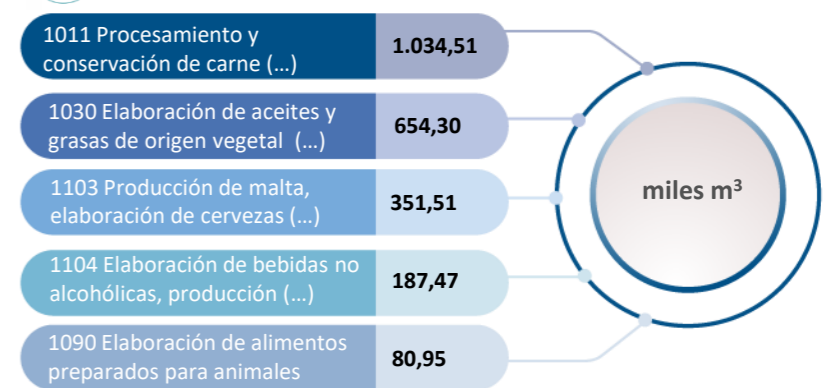 1011 Procesamiento y
conservación de carne (...)
1.034,51
1030 Elaboración de aceites y
grasas de origen vegetal (...)
654,30
1103 Producción de malta,
elaboración de cervezas (...)
351,51
1104 Elaboración de bebidas no
alcohólicas, producción (...)
187,47
1090 Elaboración de alimentos
preparados para animales
80,95
miles m³